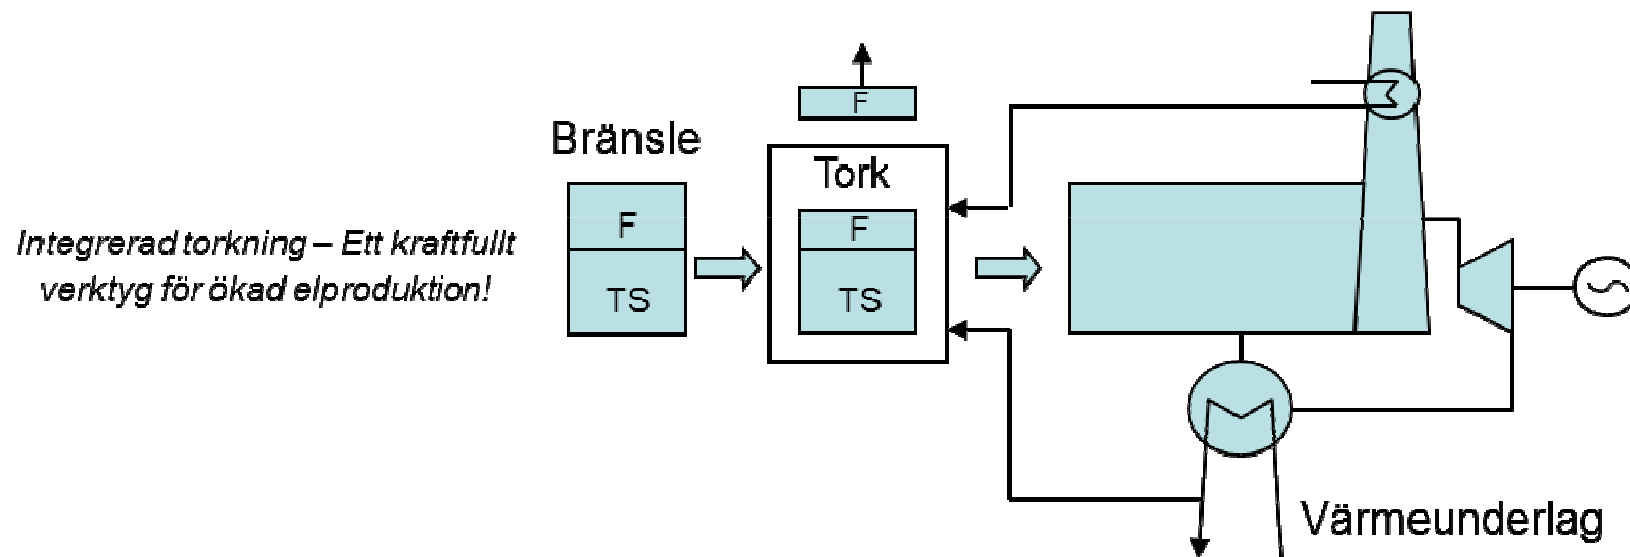 F
Bränsle
Tork
F
F
Integrerad torkning – Ett kraftfullt
verktyg för ökad elproduktion!
TS
TS
Värmeunderlag